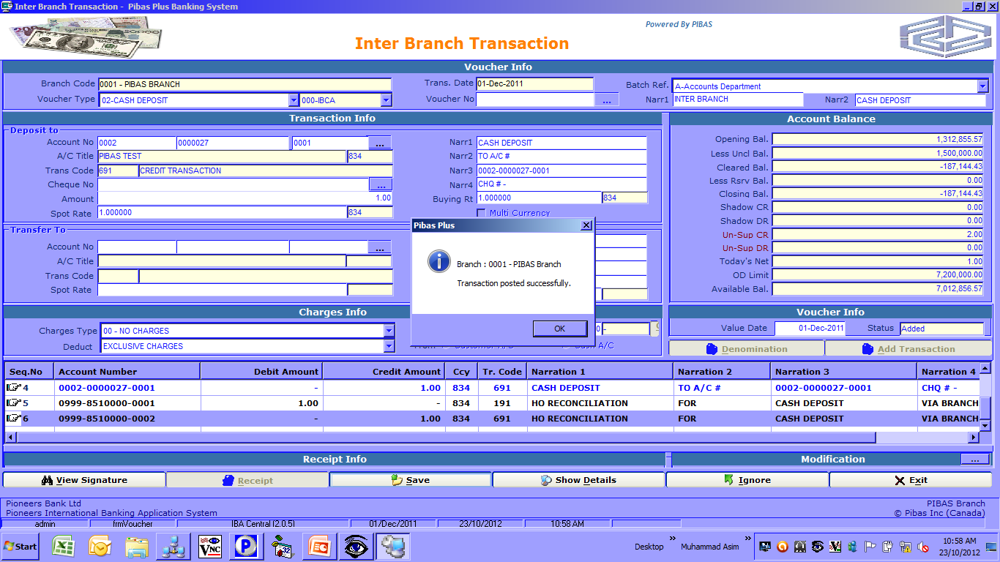 Inter Branch Transaction - Pibas Plus Banking System
Powered By PIBAS
Inter Branch Transaction
Voucher Info
Branch Code 0001 - PIBAS BRANCH Trans. Date 01-Dec-2011 Batch Ref. A-Accounts Department
Voucher Type 02-CASH DEPOSIT 000-IBCA Voucher No ... Narr1 INTER BRANCH Narr2 CASH DEPOSIT
Transaction Info
Deposit to
Account No 0002 0000027 0001 ... Narr1 CASH DEPOSIT
A/C Title PIBAS TEST 834 Narr2 TO A/C #
Trans Code 691 CREDIT TRANSACTION Narr3 0002-0000027-0001
Cheque No ... Narr4 CHQ # -
Amount 1.00 Buying Rt 1.000000 834
Spot Rate 1.000000 834 Multi Currency
Account Balance
Opening Bal. 1,312,855.57
Less Uncl Bal. 1,500,000.00
Cleared Bal. -187,144.43
Less Rsrv Bal. 0.00
Closing Bal. -187,144.43
Shadow CR 0.00
Shadow DR 0.00
Un-Sup CR 2.00
Un-Sup DR 0.00
Today's Net 1.00
OD Limit 7,200,000.00
Available Bal. 7,012,856.57
Transfer To
Account No ...
A/C Title
Trans Code
Spot Rate
Pibas Plus
Branch : 0001 - PIBAS Branch
Transaction posted successfully.
OK
Charges Info
Charges Type 00 - NO CHARGES
Deduct EXCLUSIVE CHARGES
0 -
Voucher Info
Value Date 01-Dec-2011 Status Added
Denomination Add Transaction
Seq.No Account Number Debit Amount Credit Amount Ccy Tr. Code Narration 1 Narration 2 Narration 3 Narration 4
4 0002-0000027-0001 - 1.00 834 691 CASH DEPOSIT TO A/C # 0002-0000027-0001 CHQ # -
5 0999-8510000-0001 1.00 - 834 191 HO RECONCILIATION FOR CASH DEPOSIT VIA BRANCH
6 0999-8510000-0002 - 1.00 834 691 HO RECONCILIATION FOR CASH DEPOSIT VIA BRANCH
Receipt Info Modification ...
View Signature Receipt Save Show Details Ignore Exit
Pioneers Bank Ltd PIBAS Branch
Pioneers International Banking Application System © Pibas Inc (Canada)
admin frmVoucher IBA Central (2.0.5) 01/Dec/2011 23/10/2012 10:58 AM
Start VNC P Desktop » Muhammad Asim » 10:58 AM
23/10/2012